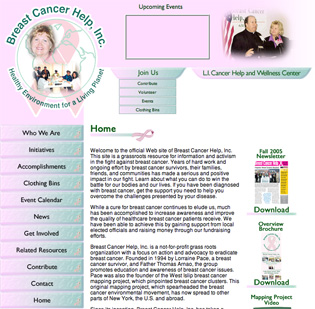 Breast Cancer Help, Inc.
Healthy Environment for a Living Planet
Upcoming Events
Join Us
Contribute
Volunteer
Events
Clothing Bins
L.I. Cancer Help and Wellness Center
Who We Are
Initiatives
Accomplishments
Clothing Bins
Event Calendar
News
Get Involved
Related Resources
Contribute
Contact
Home
Home
Welcome to the official Web site of Breast Cancer Help, Inc.
This site is a grassroots resource for information and activism
in the fight against breast cancer. Years of hard work and
ongoing effort by breast cancer survivors, their families,
friends, and communities has made a serious and positive
impact in our fight. Learn about what you can do to win the
battle for our bodies and our lives. If you have been diagnosed
with breast cancer, get the support you need to help you
overcome the challenges presented by your disease.
While a cure for breast cancer continues to elude us, much
has been accomplished to increase awareness and improve
the quality of healthcare breast cancer patients receive. We
have been able to achieve this by gaining support from local
elected officials and raising money through our fundraising
efforts.
Breast Cancer Help, Inc. is a not-for-profit grass roots
organization with a focus on action and advocacy to eradicate
breast cancer. Founded in 1994 by Lorraine Pace, a breast
cancer survivor, and Father Thomas Arnao, the group
promotes education and awareness of breast cancer issues.
Pace was also the founder of the West Islip breast cancer
mapping project, which pinpointed breast cancer clusters. This
original mapping project, which spearheaded the breast
cancer environmental movement, has now spread to other
parts of New York, the U.S. and abroad.
Fall 2005
Newsletter
Download
Overview
Brochure
Download
Mapping Project
Video